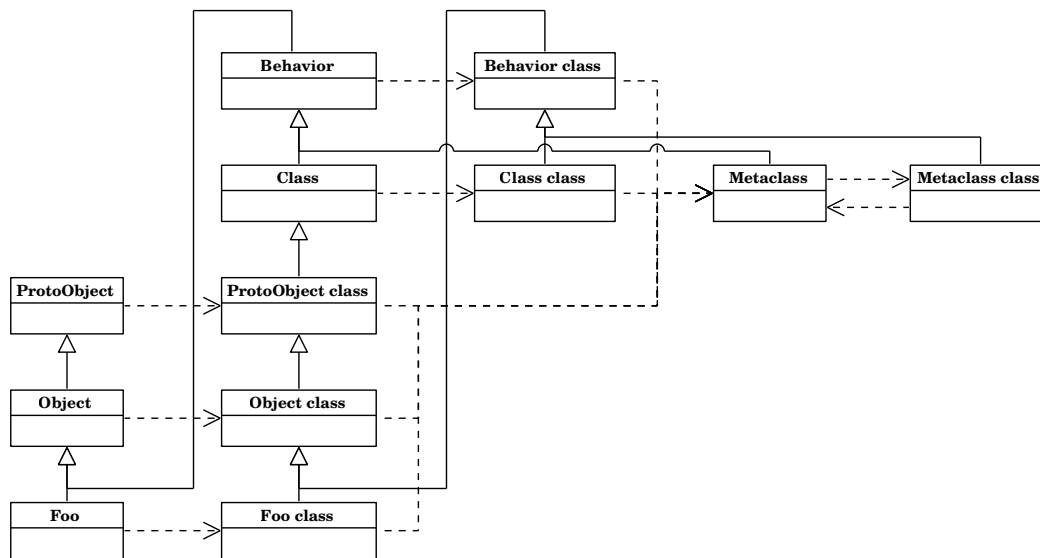 Behavior
Behavior class
Class
Class class
Metaclass
Metaclass class
ProtoObject
ProtoObject class
Object
Object class
Foo
Foo class